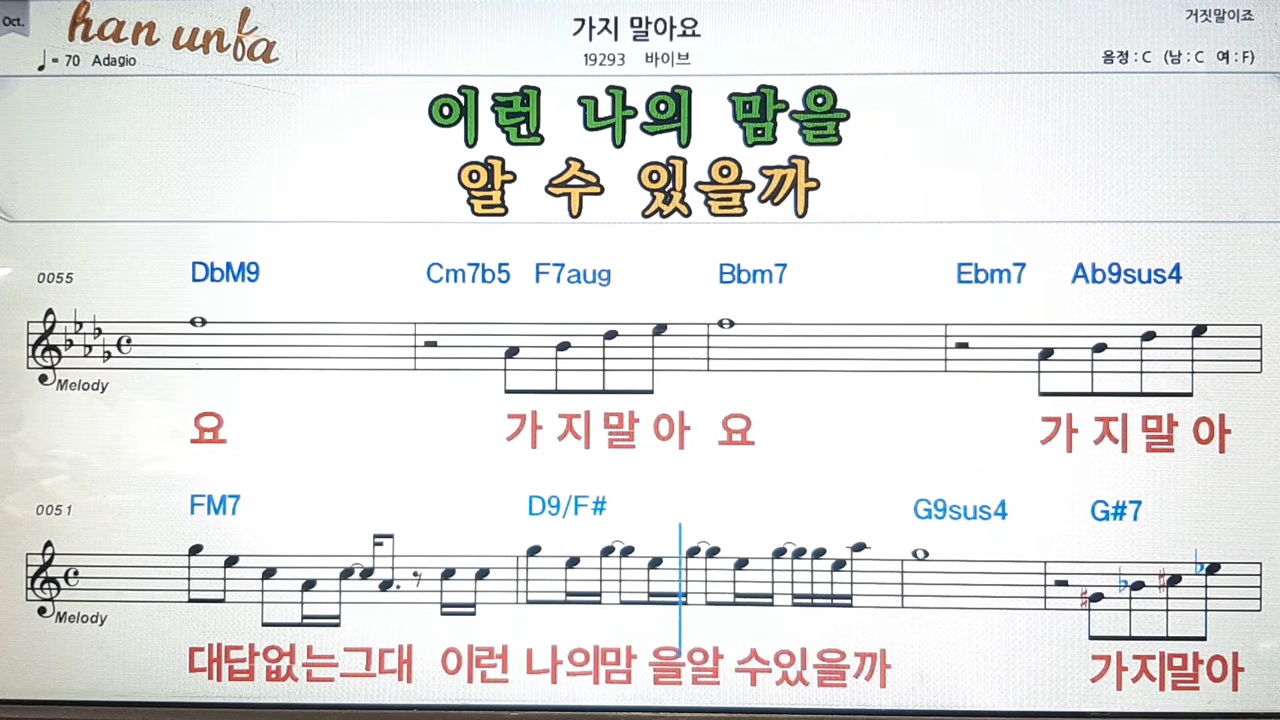 Oct.
han unfa
가지 말아요
거짓말이죠
= 70 Adagio
19293 바이브
음정 : C (남 : C 여 : F)
이런 나의 맘을
알 수 있을까
0055 DbM9 Cm7b5 F7aug Bbm7 Ebm7 Ab9sus4
Melody
요 가 지 말 아 요 가 지 말 아
0051 FM7 D9/F# G9sus4 G#7
Melody
대답없는그대 이런 나의맘 을알 수있을까 가지말아